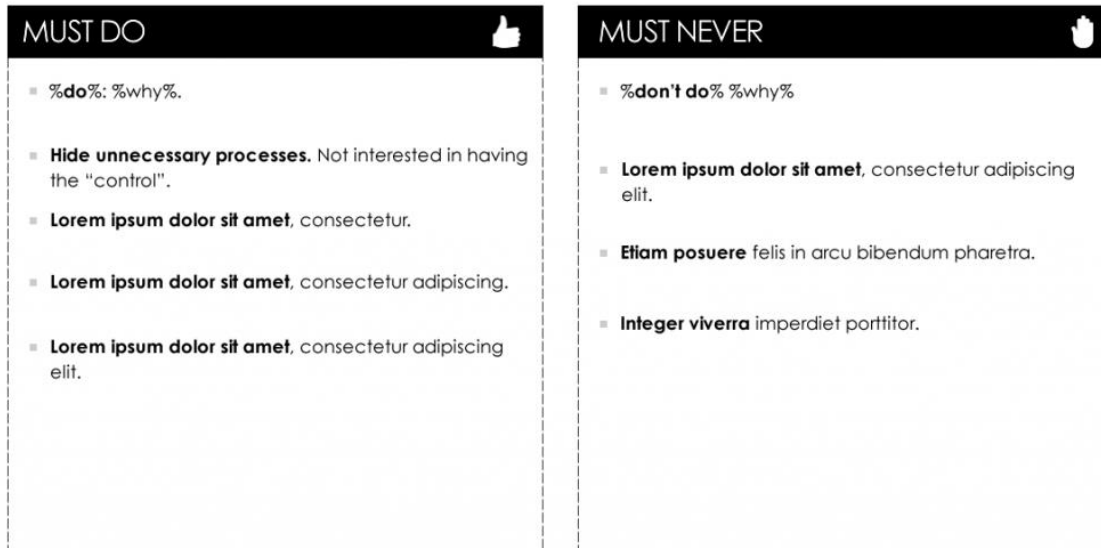 MUST DO
%do%: %why%.
Hide unnecessary processes. Not interested in having
the “control”.
Lorem ipsum dolor sit amet, consectetur.
Lorem ipsum dolor sit amet, consectetur adipiscing.
Lorem ipsum dolor sit amet, consectetur adipiscing
elit.
MUST NEVER
%don't do% %why%
Lorem ipsum dolor sit amet, consectetur adipiscing
elit.
Etiam posuere felis in arcu bibendum pharetra.
Integer viverra imperdiet porttitor.